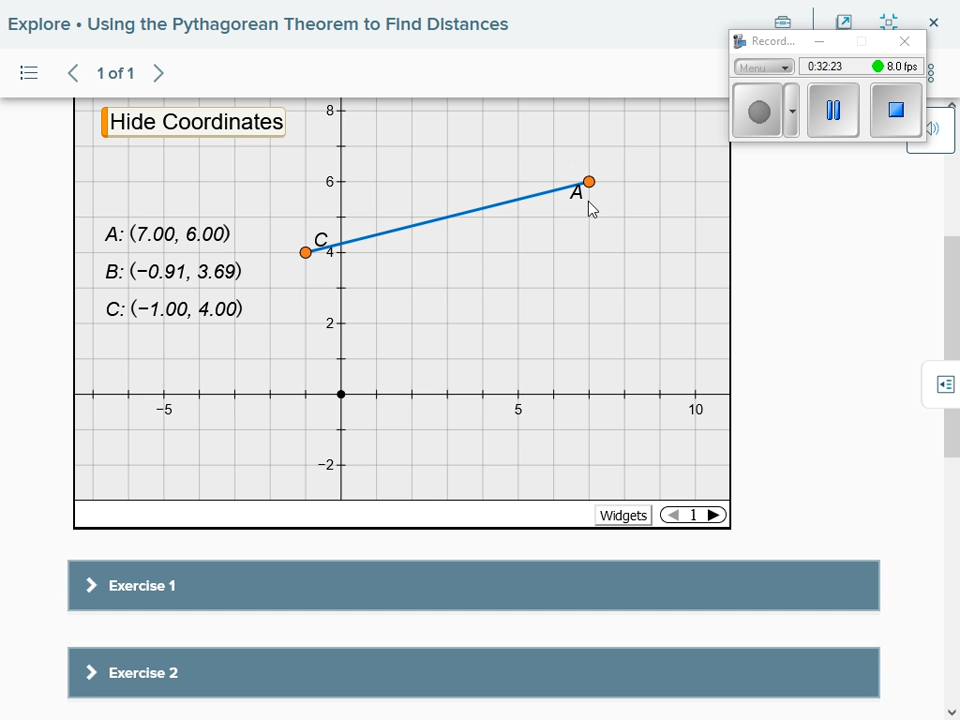 Explore • Using the Pythagorean Theorem to Find Distances
Record...
1 of 1
Menu
0:32:23
8.0 fps
Hide Coordinates
8
6
A
A: (7.00, 6.00)
C
4
B: (−0.91, 3.69)
C: (−1.00, 4.00)
2
−5
5
10
−2
Widgets
1
Exercise 1
Exercise 2